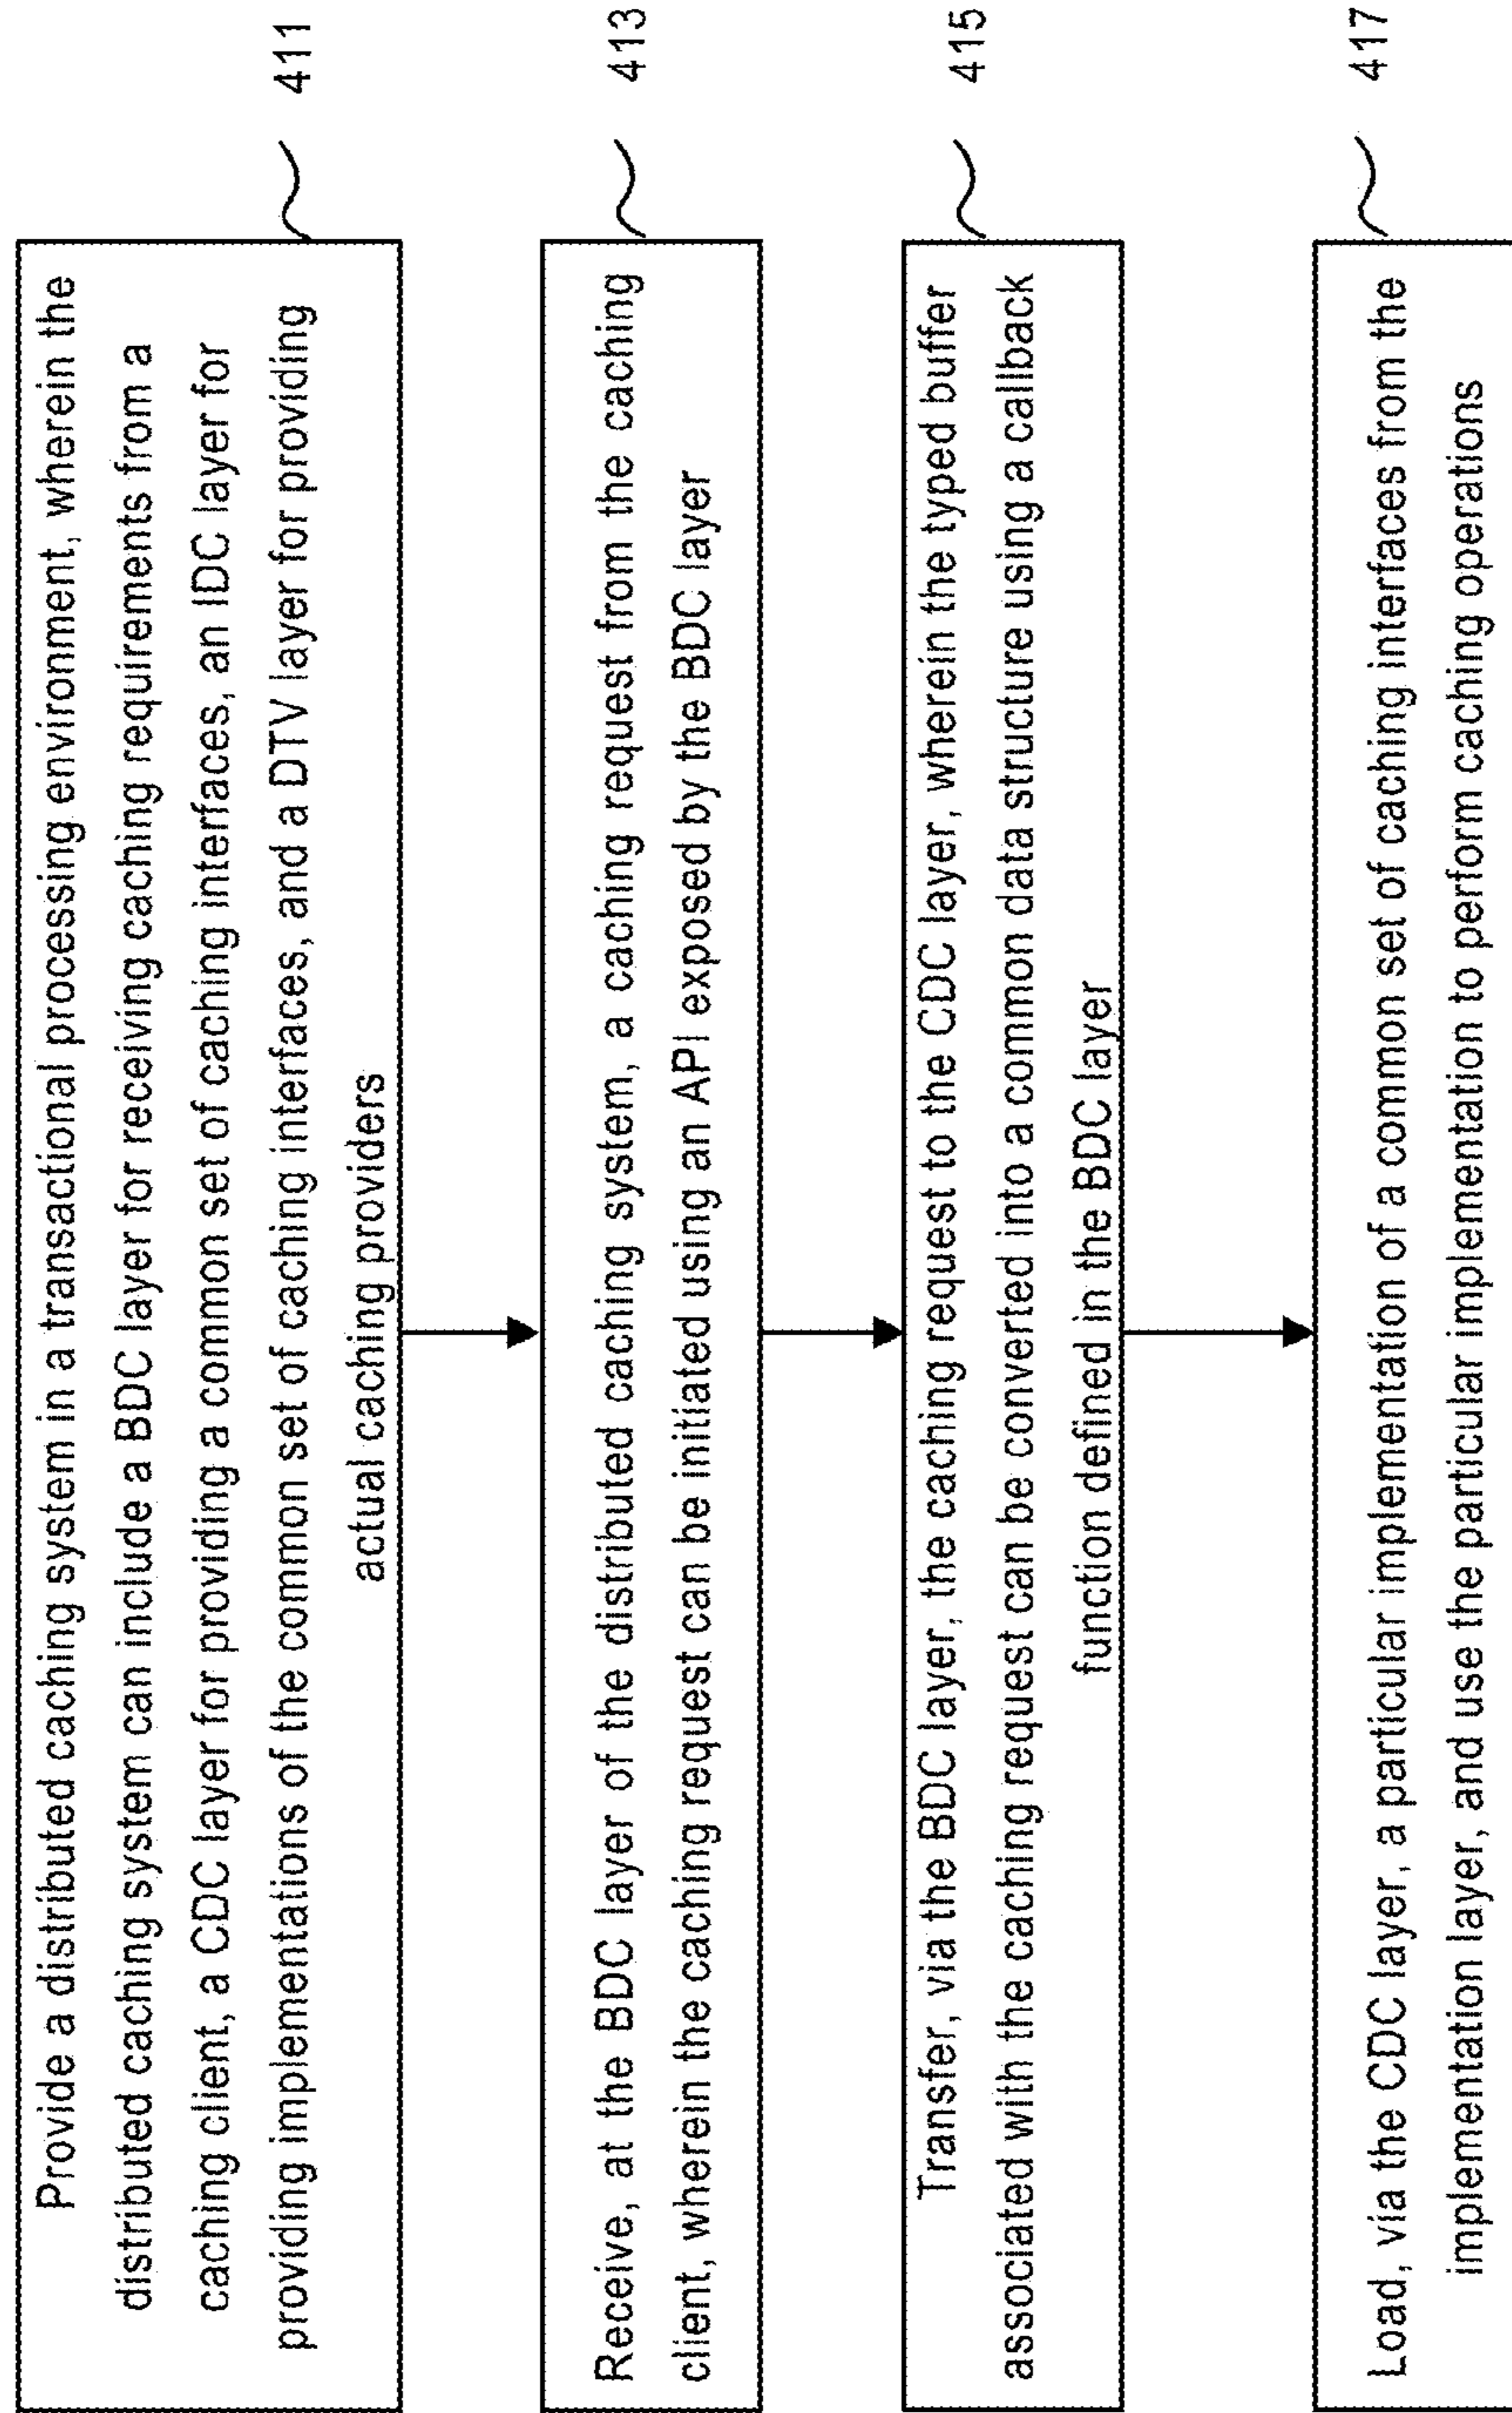 Provide a distributed caching system in a transactional processing environment, wherein the
distributed caching system can include a BDC layer for receiving caching requirements from a
caching client, a CDC layer for providing a common set of caching interfaces, an IDC layer for
providing implementations of the common set of caching interfaces, and a DTV layer for providing
actual caching providers
411
Receive, at the BDC layer of the distributed caching system, a caching request from the caching
client, wherein the caching request can be initiated using an API exposed by the BDC layer
413
Transfer, via the BDC layer, the caching request to the CDC layer, wherein the typed buffer
associated with the caching request can be converted into a common data structure using a callback
function defined in the BDC layer
415
Load, via the CDC layer, a particular implementation of a common set of caching interfaces from the
implementation layer, and use the particular implementation to perform caching operations
417